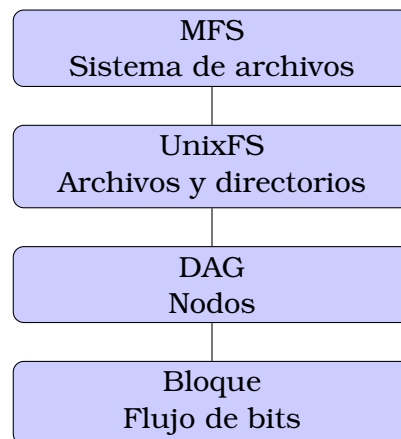 MFS
Sistema de archivos
UnixFS
Archivos y directorios
DAG
Nodos
Bloque
Flujo de bits